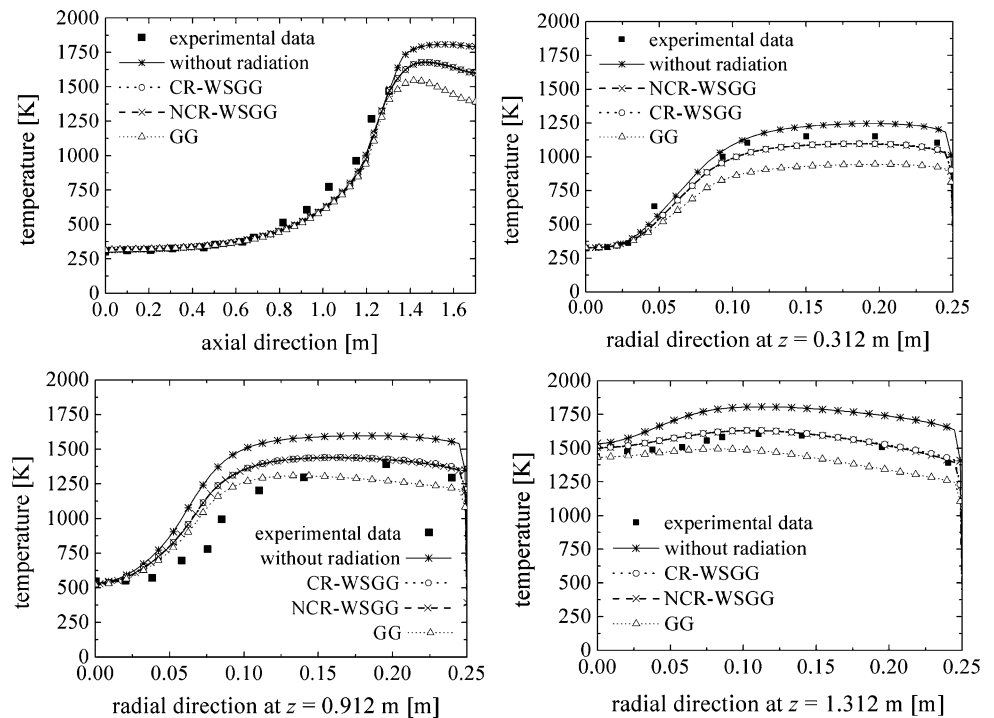 2000
1750
1500
1250
1000
750
500
250
0
temperature [K]
experimental data
without radiation
CR-WSGG
NCR-WSGG
GG
0.0 0.2 0.4 0.6 0.8 1.0 1.2 1.4 1.6
axial direction [m]
2000
1750
1500
1250
1000
750
500
250
0
temperature [K]
experimental data
without radiation
NCR-WSGG
CR-WSGG
GG
0.00 0.05 0.10 0.15 0.20 0.25
radial direction at z = 0.312 m [m]
2000
1750
1500
1250
1000
750
500
250
0
temperature [K]
experimental data
without radiation
CR-WSGG
NCR-WSGG
GG
0.00 0.05 0.10 0.15 0.20 0.25
radial direction at z = 0.912 m [m]
2000
1750
1500
1250
1000
750
500
250
0
temperature [K]
experimental data
without radiation
CR-WSGG
NCR-WSGG
GG
0.00 0.05 0.10 0.15 0.20 0.25
radial direction at z = 1.312 m [m]